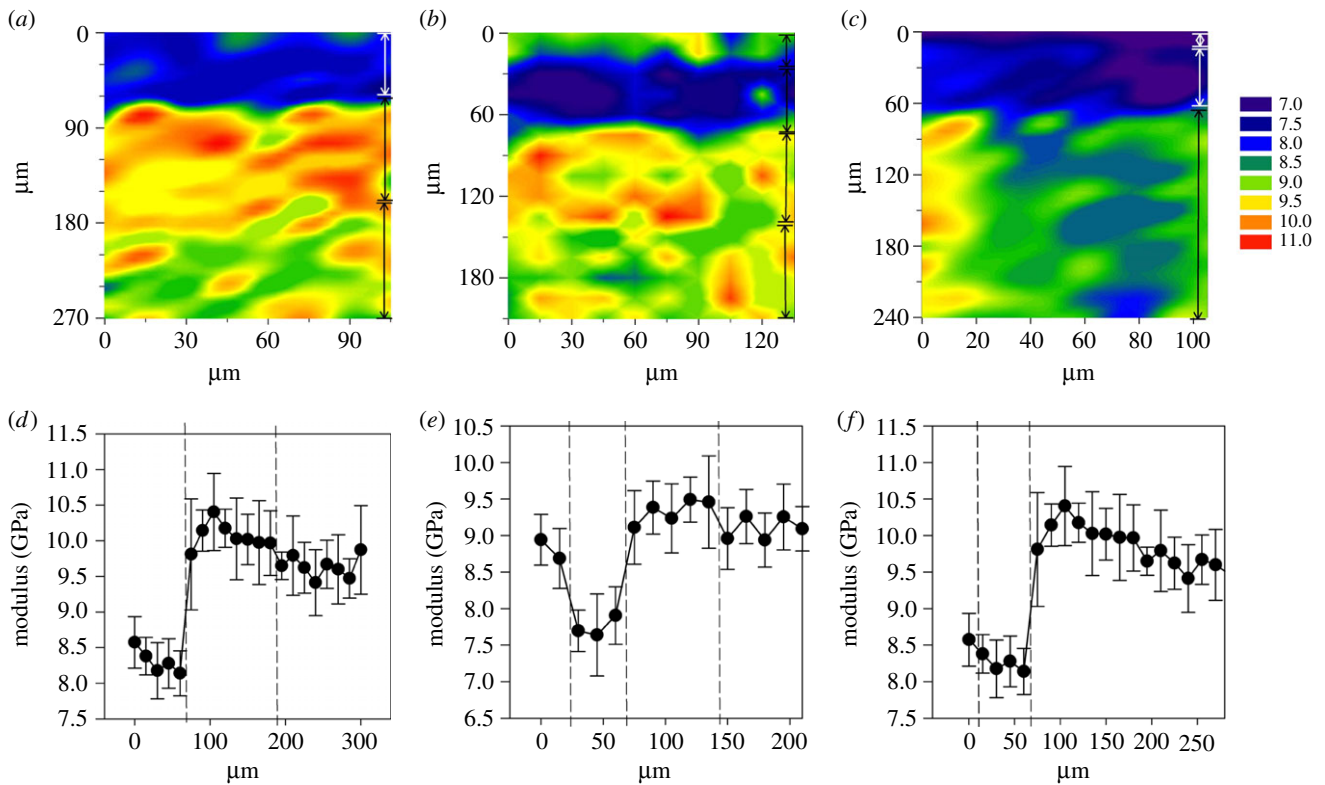 (a) (b) (c)
0 90 180 270
μm
0 30 60 90
μm
0 60 120 180
μm
0 30 60 90 120
μm
0 60 120 180 240
μm
0 20 40 60 80 100
μm
7.0
7.5
8.0
8.5
9.0
9.5
10.0
11.0
(d) (e) (f)
11.5
11.0
10.5
10.0
9.5
9.0
8.5
8.0
7.5
modulus (GPa)
0 100 200 300
μm
10.5
10.0
9.5
9.0
8.5
8.0
7.5
7.0
6.5
modulus (GPa)
0 50 100 150 200
μm
11.5
11.0
10.5
10.0
9.5
9.0
8.5
8.0
7.5
modulus (GPa)
0 50 100 150 200 250
μm